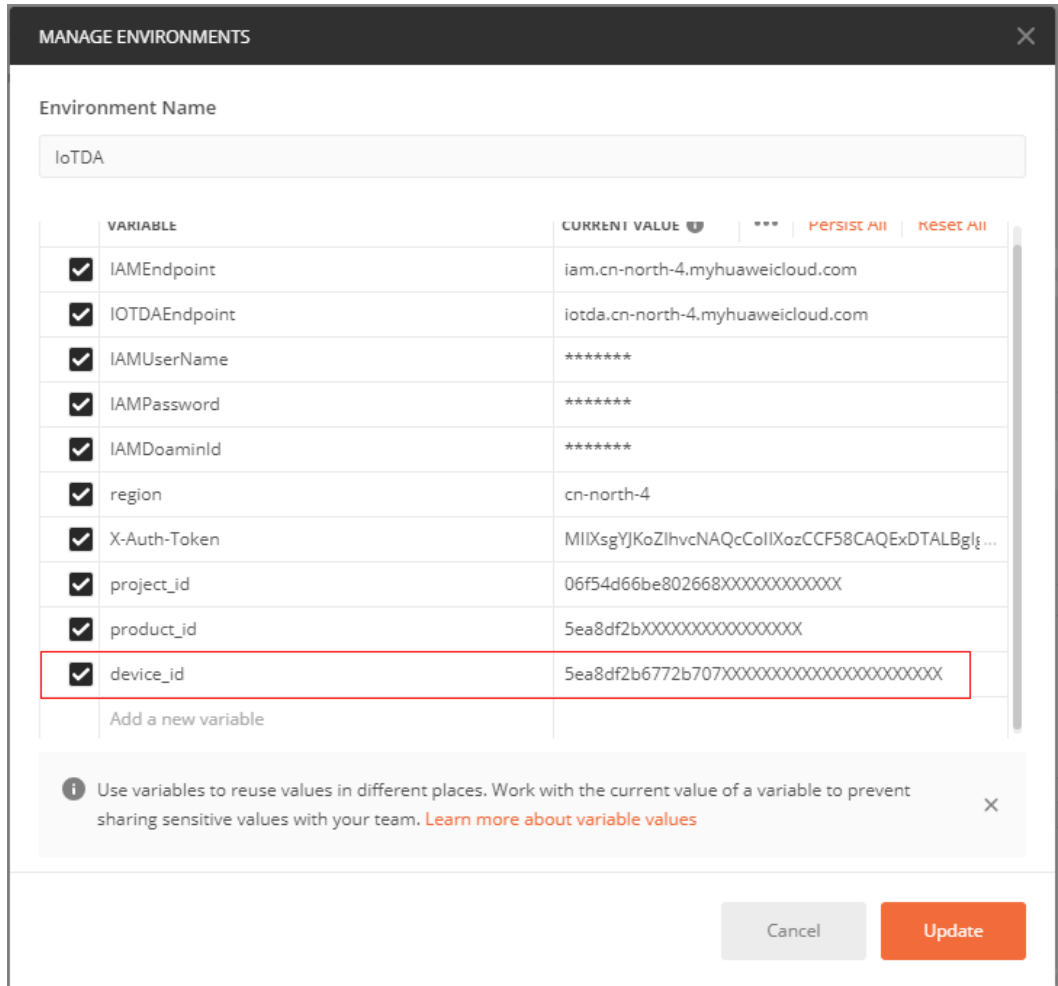 MANAGE ENVIRONMENTS
Environment Name
IoTDA
VARIABLE CURRENT VALUE ••• Persist All Reset All
IAMEndpoint iam.cn-north-4.myhuaweicloud.com
IOTDAEndpoint iotda.cn-north-4.myhuaweicloud.com
IAMUserName *******
IAMPassword *******
IAMDoaminId *******
region cn-north-4
X-Auth-Token MIIXsgYJKoZIhvcNAQcCoIIXozCCF58CAQExDTALBglg...
project_id 06f54d66be802668XXXXXXXXXXXX
product_id 5ea8df2bXXXXXXXXXXXXXXXX
device_id 5ea8df2b6772b707XXXXXXXXXXXXXXXXXXXXXX
Add a new variable
Use variables to reuse values in different places. Work with the current value of a variable to prevent
sharing sensitive values with your team. Learn more about variable values
Cancel Update